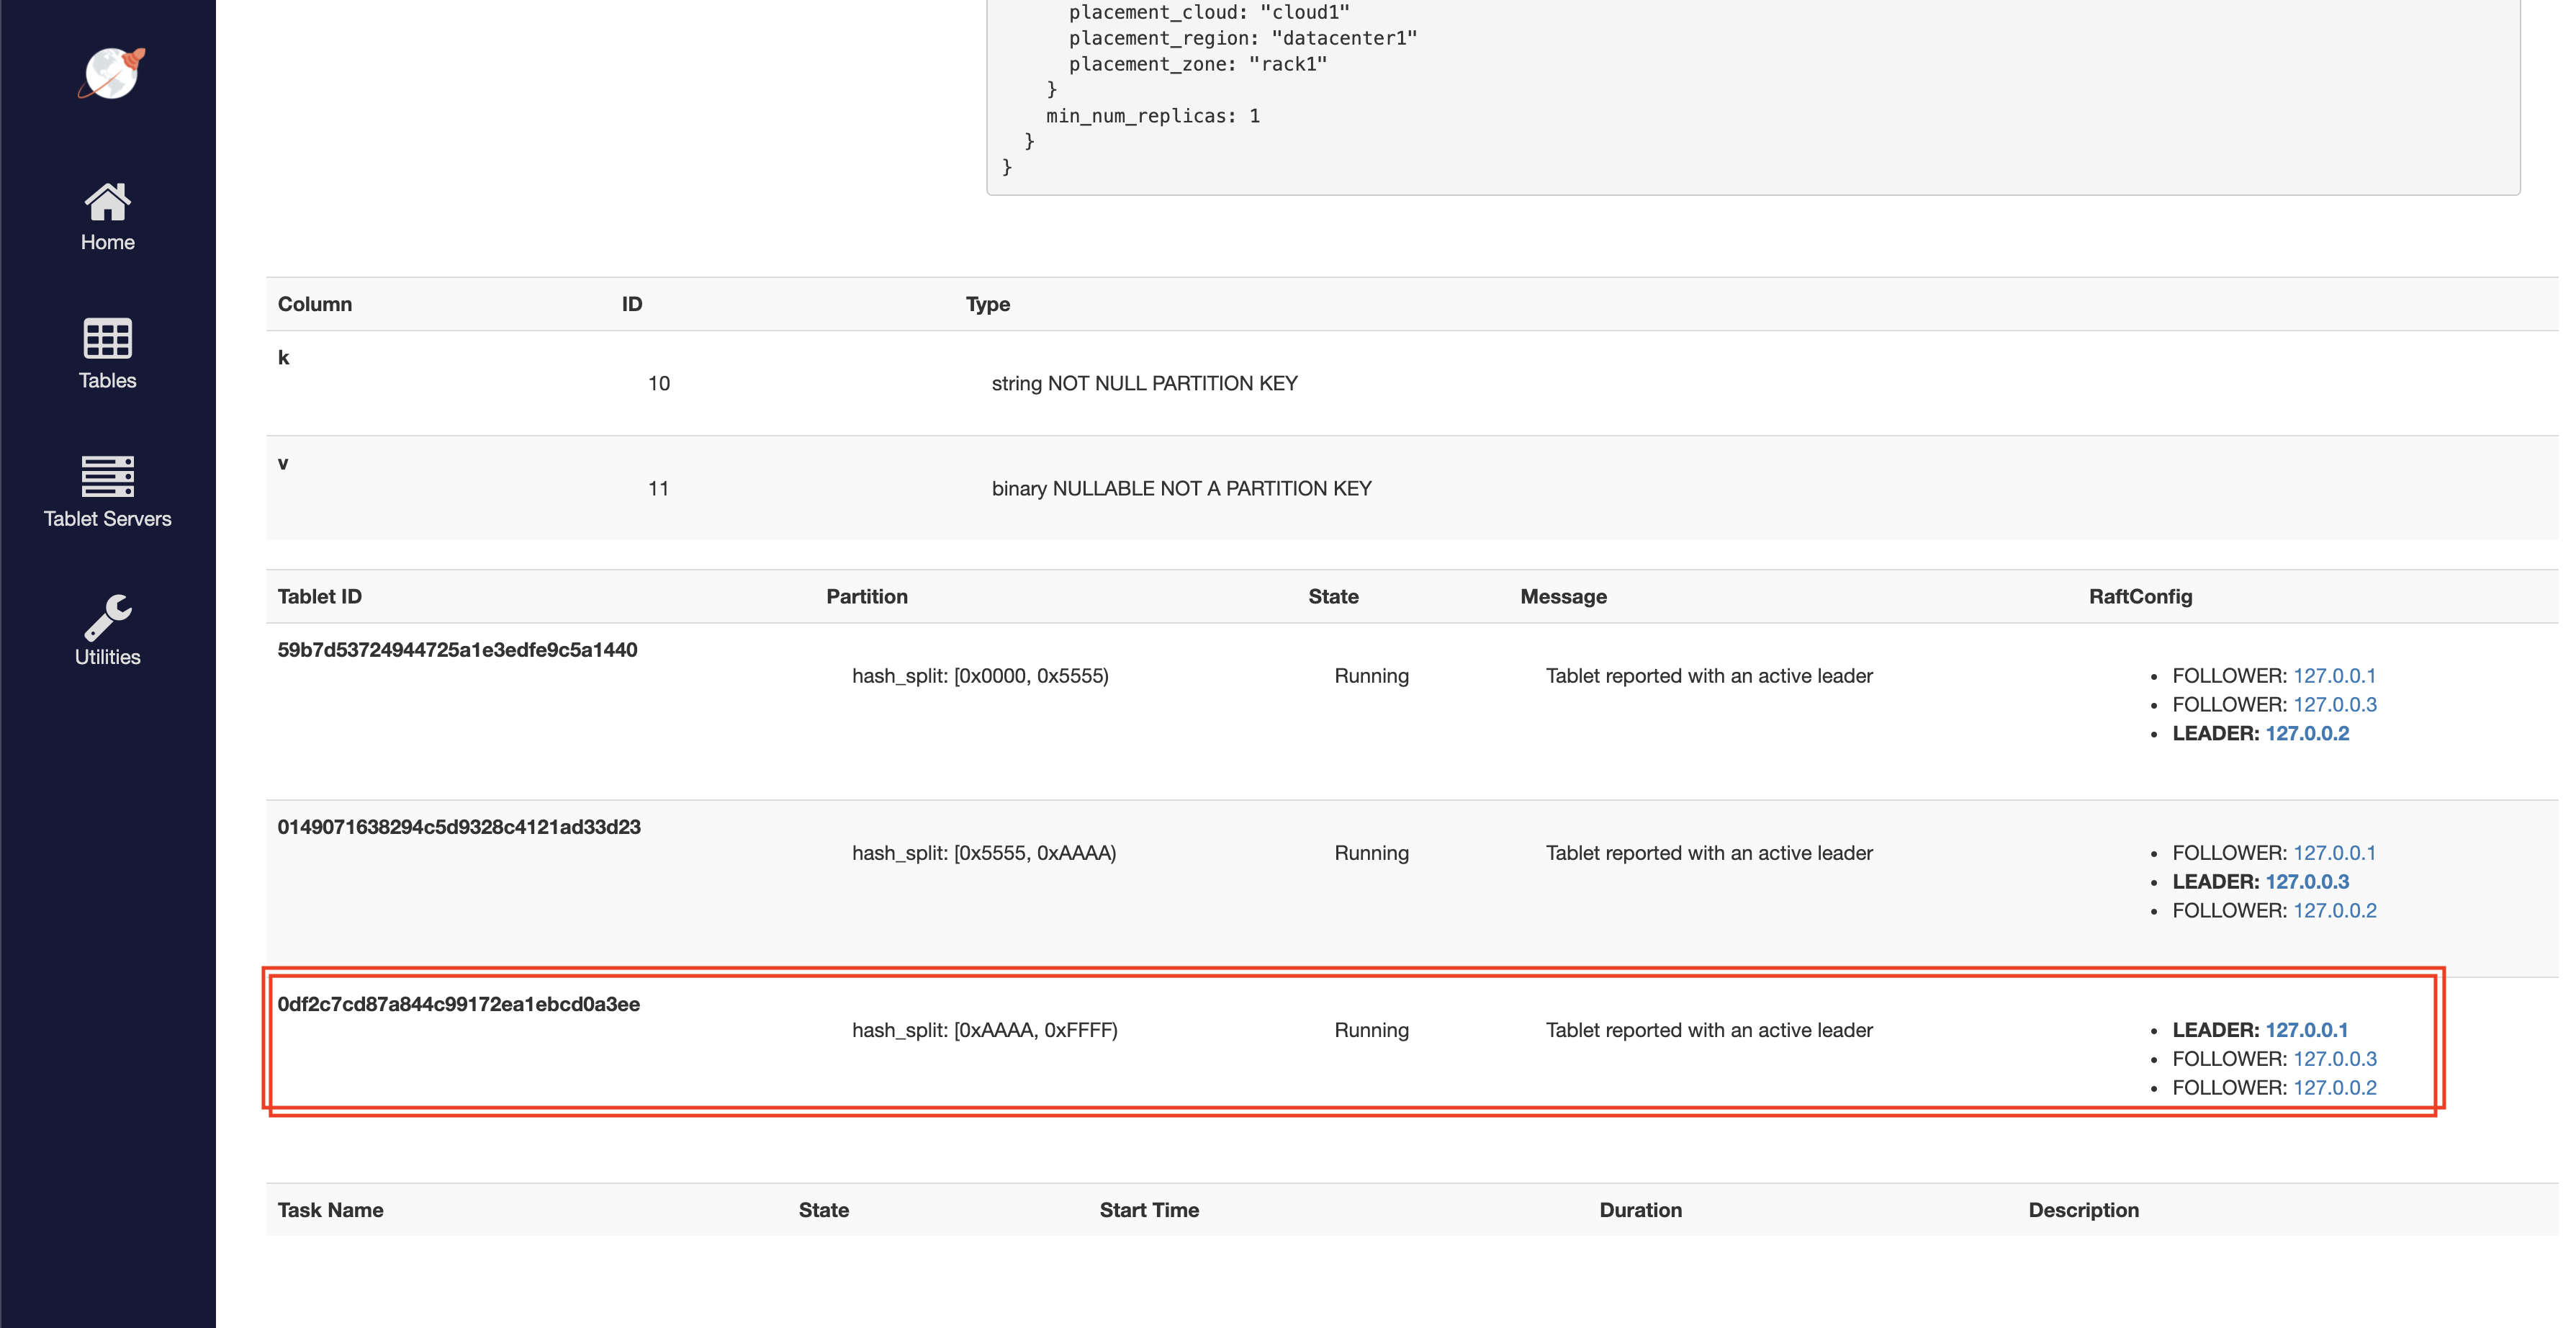 placement_cloud: "cloud1"
placement_region: "datacenter1"
placement_zone: "rack1"
}
min_num_replicas: 1
}
}
Home
Tables
Tablet Servers
Utilities
Column ID Type
k
10 string NOT NULL PARTITION KEY
v
11 binary NULLABLE NOT A PARTITION KEY
Tablet ID Partition State Message RaftConfig
59b7d53724944725a1e3edfe9c5a1440
hash_split: [0x0000, 0x5555) Running Tablet reported with an active leader • FOLLOWER: 127.0.0.1
• FOLLOWER: 127.0.0.3
• LEADER: 127.0.0.2
0149071638294c5d9328c4121ad33d23
hash_split: [0x5555, 0xAAAA) Running Tablet reported with an active leader • FOLLOWER: 127.0.0.1
• LEADER: 127.0.0.3
• FOLLOWER: 127.0.0.2
0df2c7cd87a844c99172ea1ebcd0a3ee
hash_split: [0xAAAA, 0xFFFF) Running Tablet reported with an active leader • LEADER: 127.0.0.1
• FOLLOWER: 127.0.0.3
• FOLLOWER: 127.0.0.2
Task Name State Start Time Duration Description